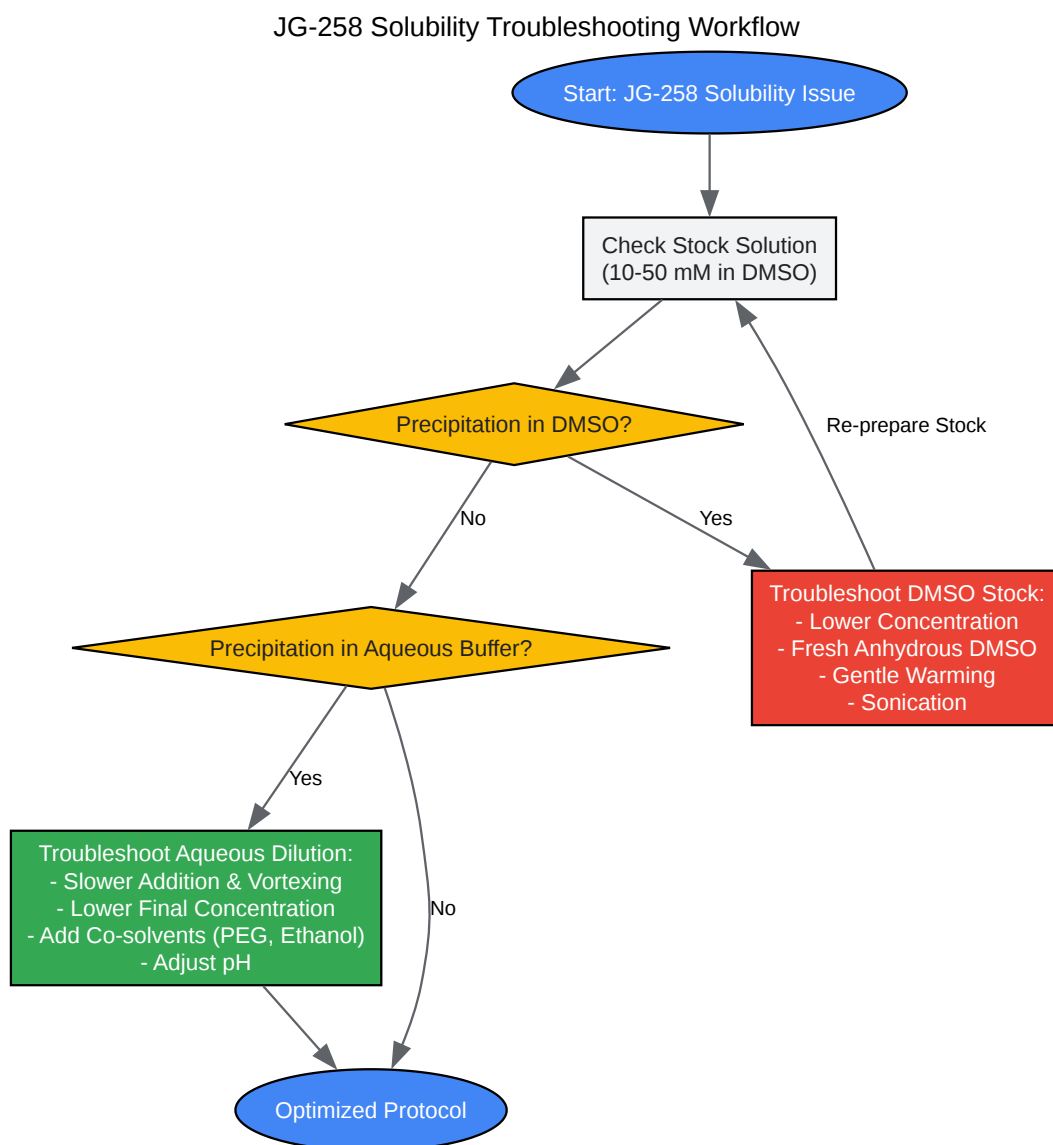 JG-258 Solubility Troubleshooting Workflow
Start: JG-258 Solubility Issue
Check Stock Solution
(10-50 mM in DMSO)
Precipitation in DMSO?
Re-prepare Stock
No
Yes
Troubleshoot DMSO Stock:
- Lower Concentration
- Fresh Anhydrous DMSO
- Gentle Warming
- Sonication
Precipitation in Aqueous Buffer?
Yes
No
Troubleshoot Aqueous Dilution:
- Slower Addition & Vortexing
- Lower Final Concentration
- Add Co-solvents (PEG, Ethanol)
- Adjust pH
Optimized Protocol